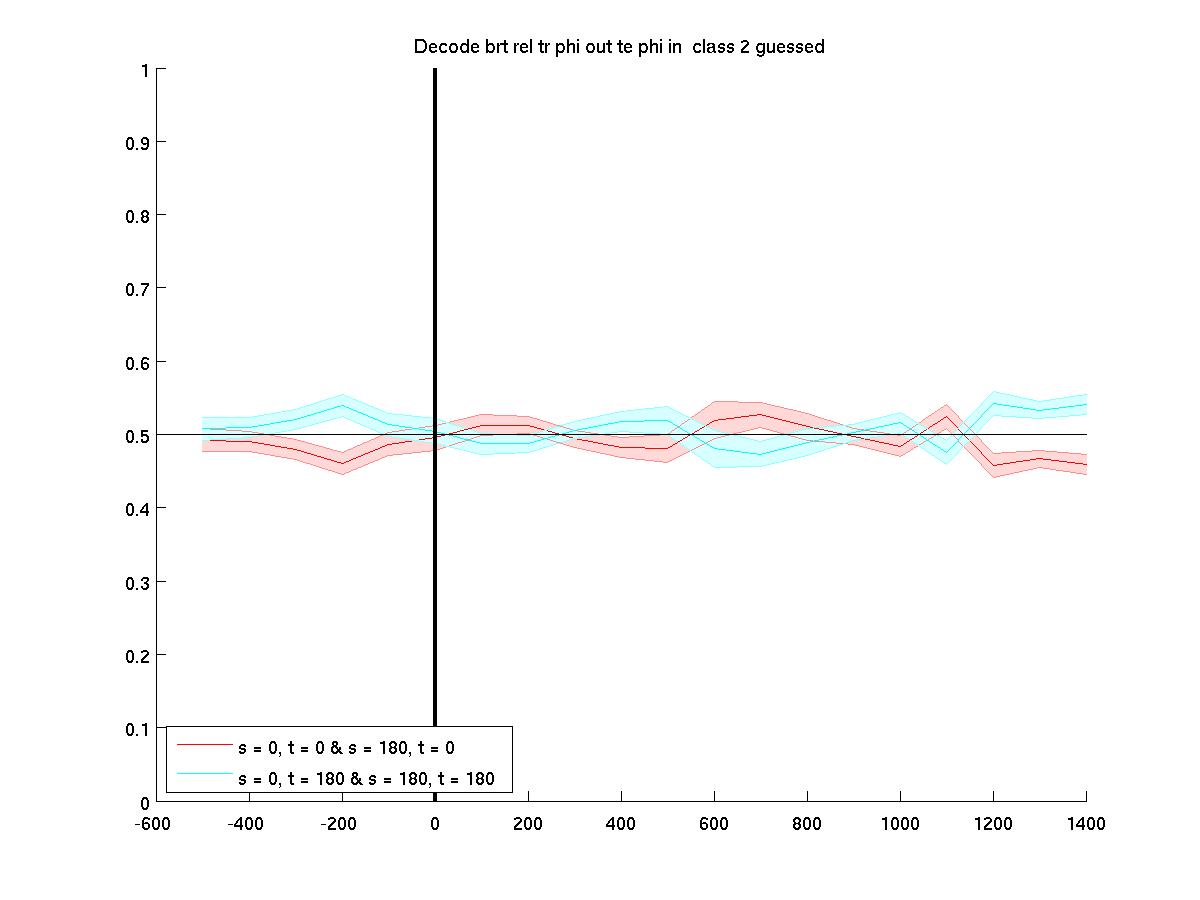 Decode brt rel tr phi out te phi in  class 2 guessed
1
0.9
0.8
0.7
0.6
0.5
0.4
0.3
0.2
0.1
0
s = 0, t = 0 & s = 180, t = 0
s = 0, t = 180 & s = 180, t = 180
-600 -400 -200 0 200 400 600 800 1000 1200 1400